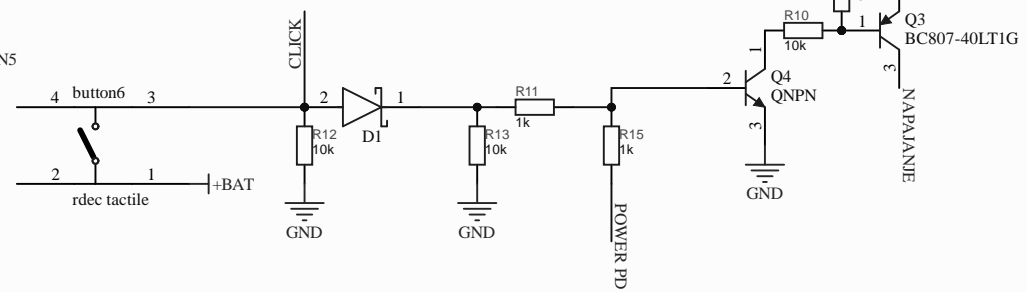 R10
10k
1
Q3
BC807-40LT1G
3
NAPAJANJE
1
2
Q4
QNPN
3
GND
N5
CLICK
4
button6
3
2
1
+BAT
rdec tactile
2
1
D1
R12
10k
GND
R13
10k
GND
R11
1k
R15
1k
POWER PD